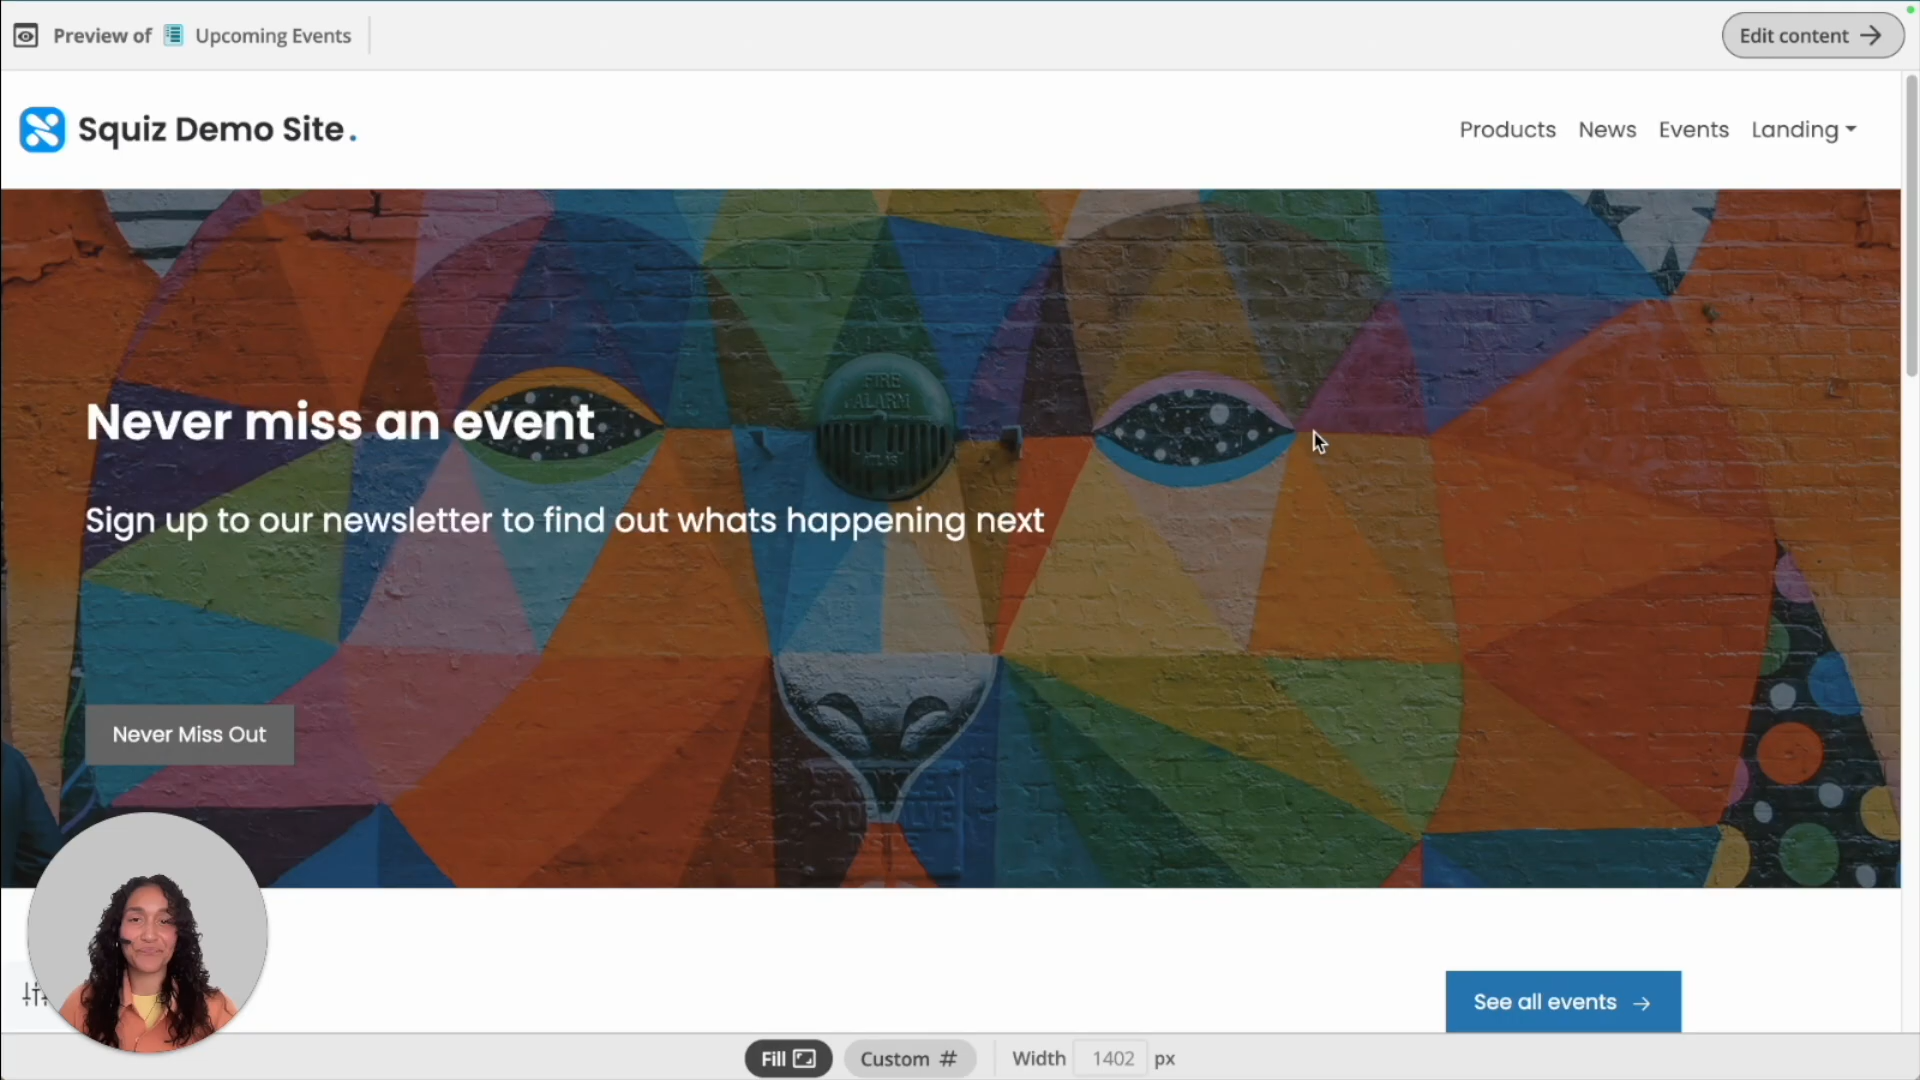 Preview of Upcoming Events
Edit content
Squiz Demo Site.
Products News Events Landing
FIRE
ALARM
Never miss an event
Sign up to our newsletter to find out whats happening next
Never Miss Out
See all events
Fill Custom # Width 1402 px